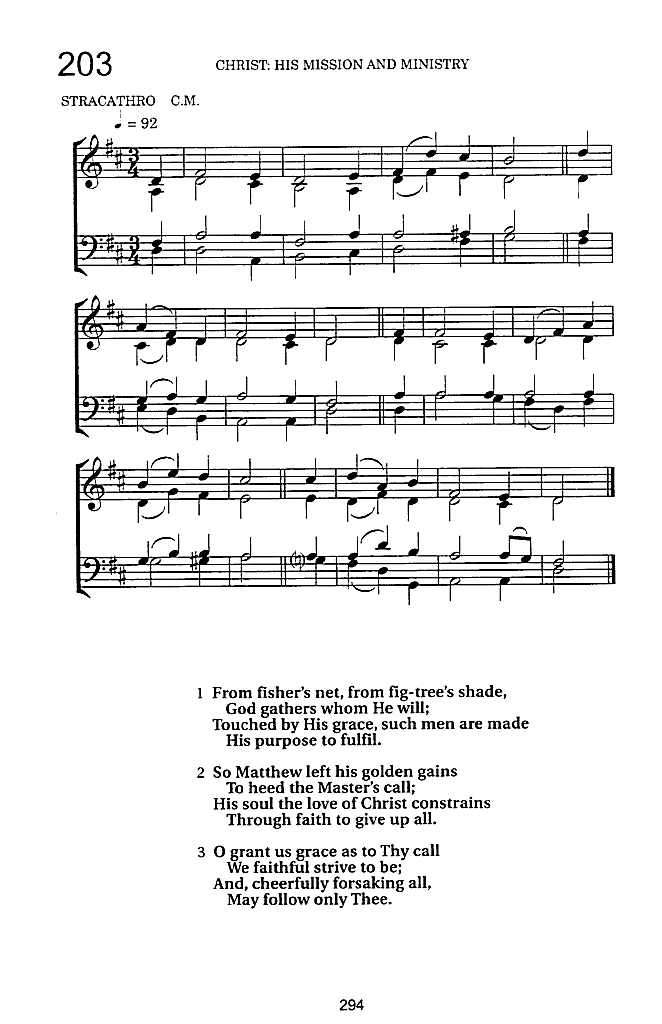 203
CHRIST: HIS MISSION AND MINISTRY
STRACATHRO C.M.
♩ = 92
1 From fisher's net, from fig-tree's shade,
God gathers whom He will;
Touched by His grace, such men are made
His purpose to fulfil.
2 So Matthew left his golden gains
To heed the Master's call;
His soul the love of Christ constrains
Through faith to give up all.
3 O grant us grace as to Thy call
We faithful strive to be;
And, cheerfully forsaking all,
May follow only Thee.
294